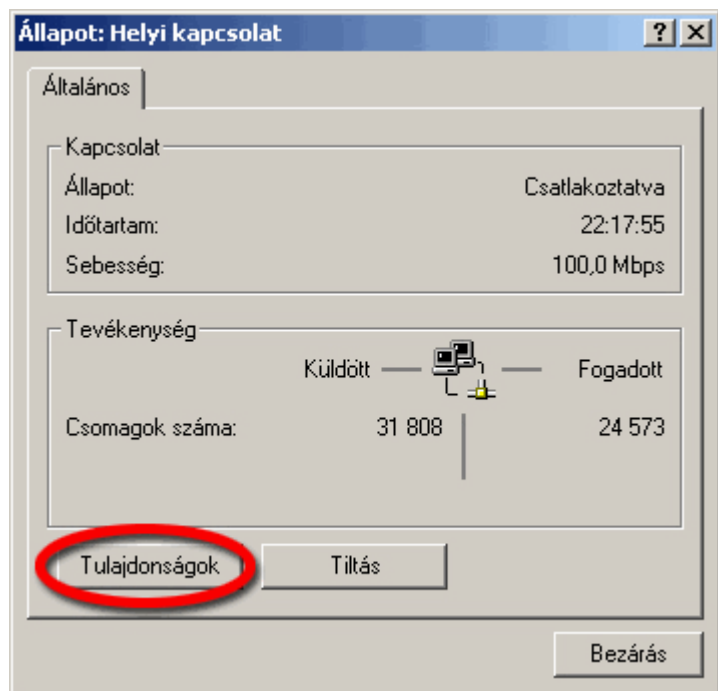 Állapot: Helyi kapcsolat
Általános
Kapcsolat
Állapot: Csatlakoztatva
Időtartam: 22:17:55
Sebesség: 100,0 Mbps
Tevékenység
Küldött Fogadott
Csomagok száma: 31 808 24 573
Tulajdonságok Tiltás
Bezárás